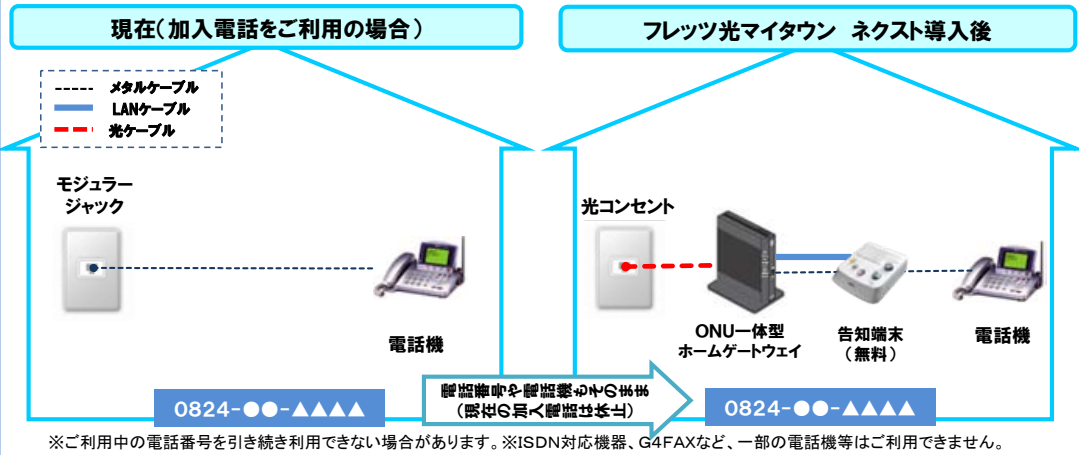 現在(加入電話をご利用の場合)
フレッツ光マイタウン ネクスト導入後
メタルケーブル
LANケーブル
光ケーブル
モジュラー
ジャック
電話機
光コンセント
ONU一体型
ホームゲートウェイ
告知端末
(無料)
電話機
0824-●●-▲▲▲▲
電話番号や電話機もそのまま
(現在の加入電話は休止)
0824-●●-▲▲▲▲
※ご利用中の電話番号を引き続き利用できない場合があります。※ISDN対応機器、G4FAXなど、一部の電話機等はご利用できません。